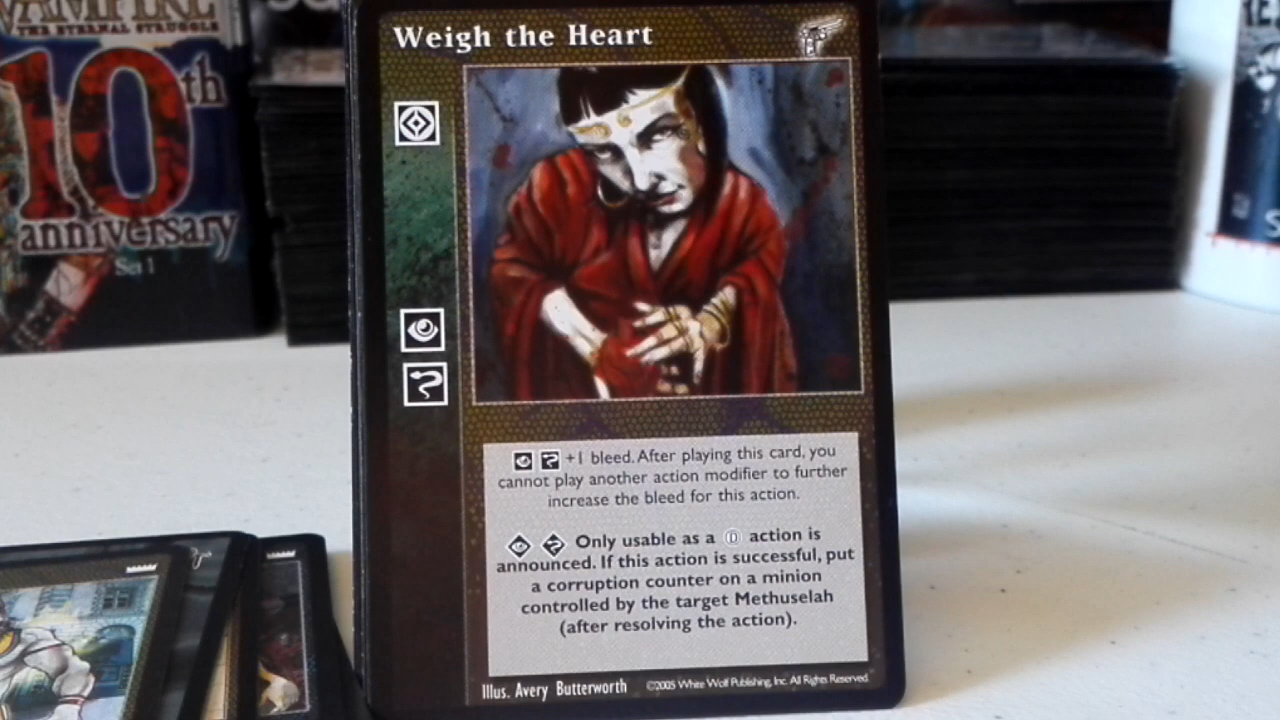 VAMPIRE
THE ETERNAL STRUGGLE
10th
anniversary
Set 1
Weigh the Heart
+1 bleed. After playing this card, you
cannot play another action modifier to further
increase the bleed for this action.
Only usable as a Ⓓ action is
announced. If this action is successful, put
a corruption counter on a minion
controlled by the target Methuselah
(after resolving the action).
Illus. Avery Butterworth
©2005 White Wolf Publishing, Inc. All Rights Reserved.